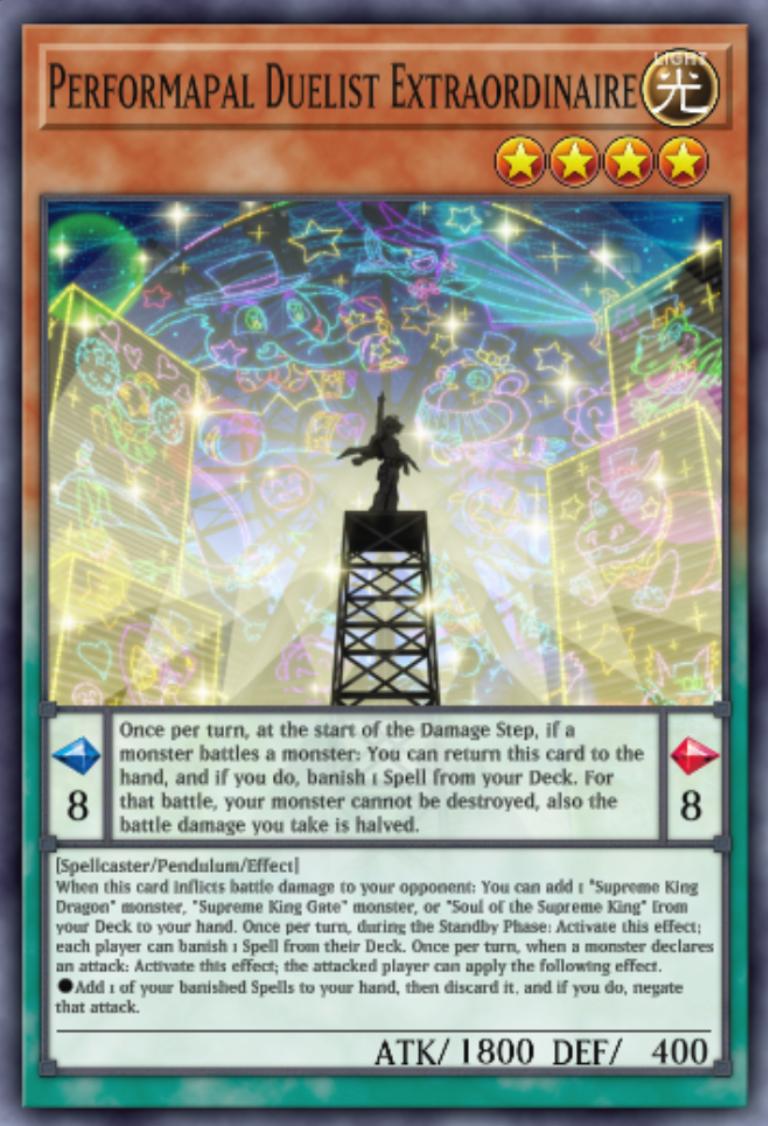 PERFORMAPAL DUELIST EXTRAORDINAIRE
LIGHT
光
Once per turn, at the start of the Damage Step, if a
monster battles a monster: You can return this card to the
hand, and if you do, banish 1 Spell from your Deck. For
that battle, your monster cannot be destroyed, also the
battle damage you take is halved.
8
8
[Spellcaster/Pendulum/Effect]
When this card inflicts battle damage to your opponent: You can add 1 "Supreme King
Dragon" monster, "Supreme King Gate" monster, or "Soul of the Supreme King" from
your Deck to your hand. Once per turn, during the Standby Phase: Activate this effect;
each player can banish 1 Spell from their Deck. Once per turn, when a monster declares
an attack: Activate this effect; the attacked player can apply the following effect.
●Add 1 of your banished Spells to your hand, then discard it, and if you do, negate
that attack.
ATK/ 1800 DEF/ 400